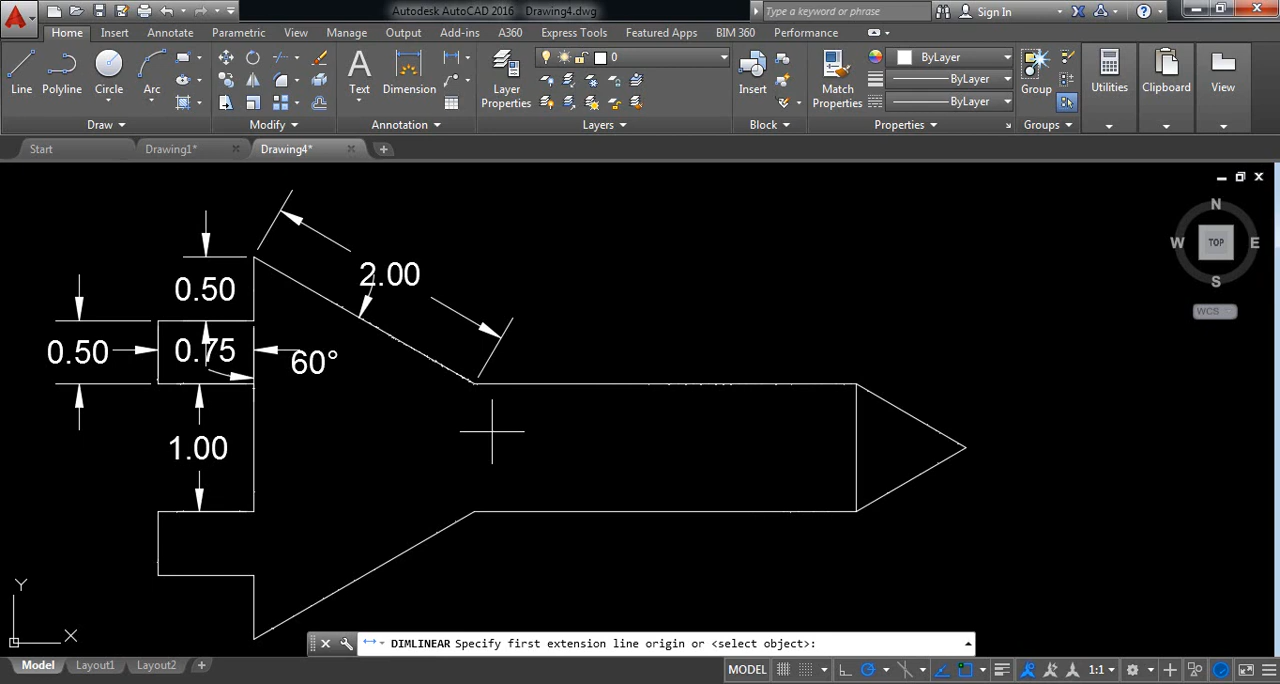 Autodesk AutoCAD 2016 Drawing4.dwg
Type a keyword or phrase
Sign In
Home Insert Annotate Parametric View Manage Output Add-ins A360 Express Tools Featured Apps BIM 360 Performance
Line Polyline Circle Arc
Text Dimension
Layer Properties
0
Insert
Match Properties
ByLayer
ByLayer
ByLayer
Group
Utilities
Clipboard
View
Draw Modify Annotation Layers Block Properties Groups
Start Drawing1* Drawing4*
N
W TOP E
S
WCS
2.00
0.50
0.50
0.75
60°
1.00
Y
X
DIMLINEAR Specify first extension line origin or <select object>:
Model Layout1 Layout2
MODEL
1:1